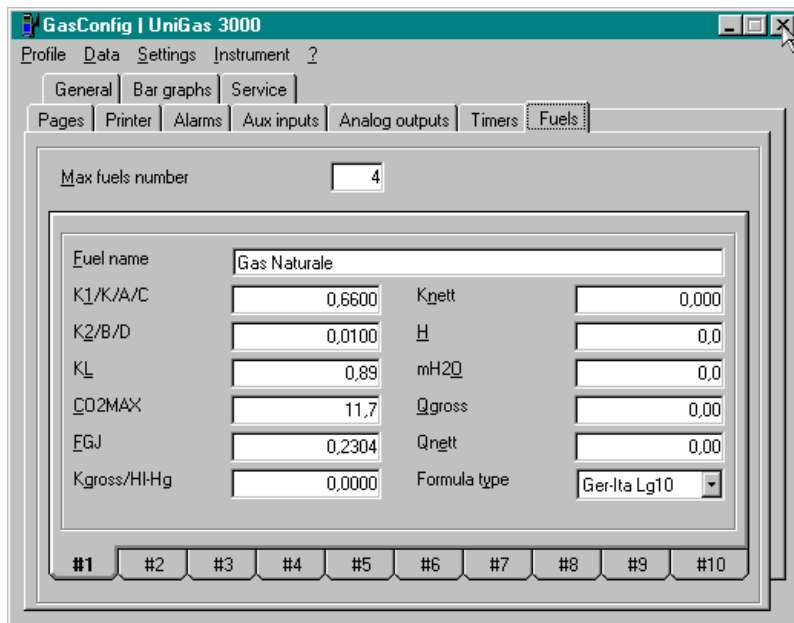 GasConfig | UniGas 3000
Profile Data Settings Instrument ?
General Bar graphs Service
Pages Printer Alarms Aux inputs Analog outputs Timers Fuels
Max fuels number 4
Fuel name Gas Naturale
K1/K/A/C 0,6600 Knett 0,000
K2/B/D 0,0100 H 0,0
KL 0,89 mH2O 0,0
CO2MAX 11,7 Qgross 0,00
FGJ 0,2304 Qnett 0,00
Kgross/Hl-Hg 0,0000 Formula type Ger-Ita Lg10
#1 #2 #3 #4 #5 #6 #7 #8 #9 #10